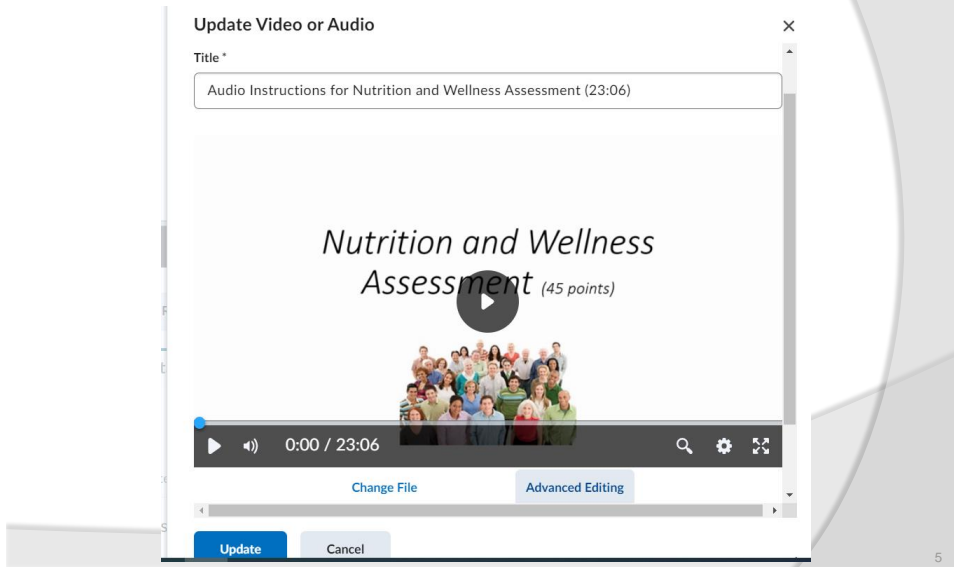 Update Video or Audio
Title *
Audio Instructions for Nutrition and Wellness Assessment (23:06)
Nutrition and Wellness
Assessment (45 points)
0:00 / 23:06
Change File
Advanced Editing
Update
Cancel
5